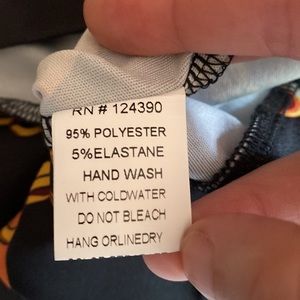 RN # 124390
95% POLYESTER
5%ELASTANE
HAND WASH
WITH COLDWATER
DO NOT BLEACH
HANG ORLINEDRY